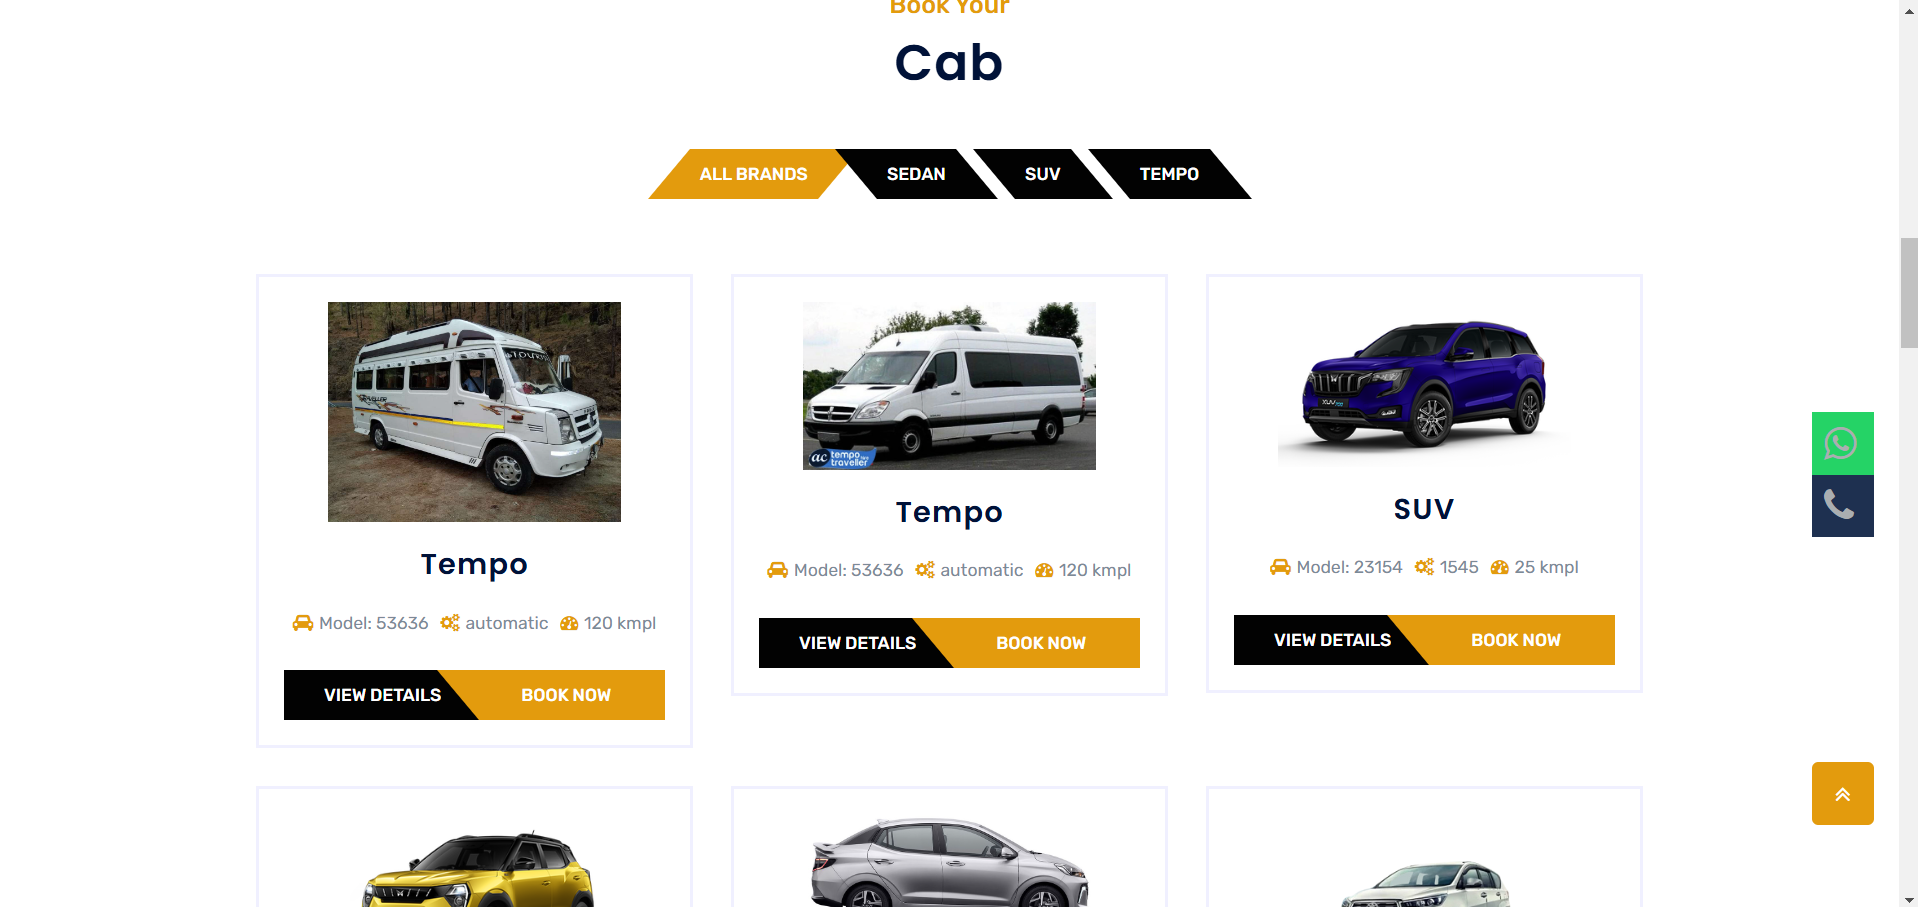 Book Your
Cab
ALL BRANDS
SEDAN
SUV
TEMPO
ac tempo
traveller
Tempo
Model: 53636 automatic 120 kmpl
VIEW DETAILS
BOOK NOW
Tempo
Model: 53636 automatic 120 kmpl
VIEW DETAILS
BOOK NOW
SUV
Model: 23154 1545 25 kmpl
VIEW DETAILS
BOOK NOW